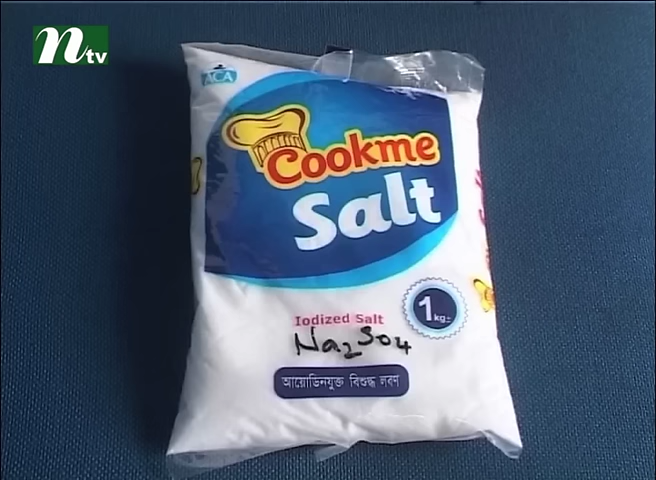 ntv
ACA
Cookme
Salt
1 kg
Iodized Salt
Na2SO4
আয়োডিনযুক্ত বিশুদ্ধ লবণ